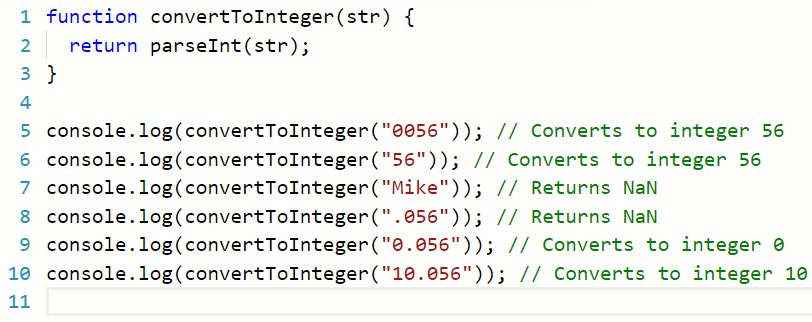 1 function convertToInteger(str) {
2   return parseInt(str);
3 }
4
5 console.log(convertToInteger("0056")); // Converts to integer 56
6 console.log(convertToInteger("56")); // Converts to integer 56
7 console.log(convertToInteger("Mike")); // Returns NaN
8 console.log(convertToInteger(".056")); // Returns NaN
9 console.log(convertToInteger("0.056")); // Converts to integer 0
10 console.log(convertToInteger("10.056")); // Converts to integer 10
11